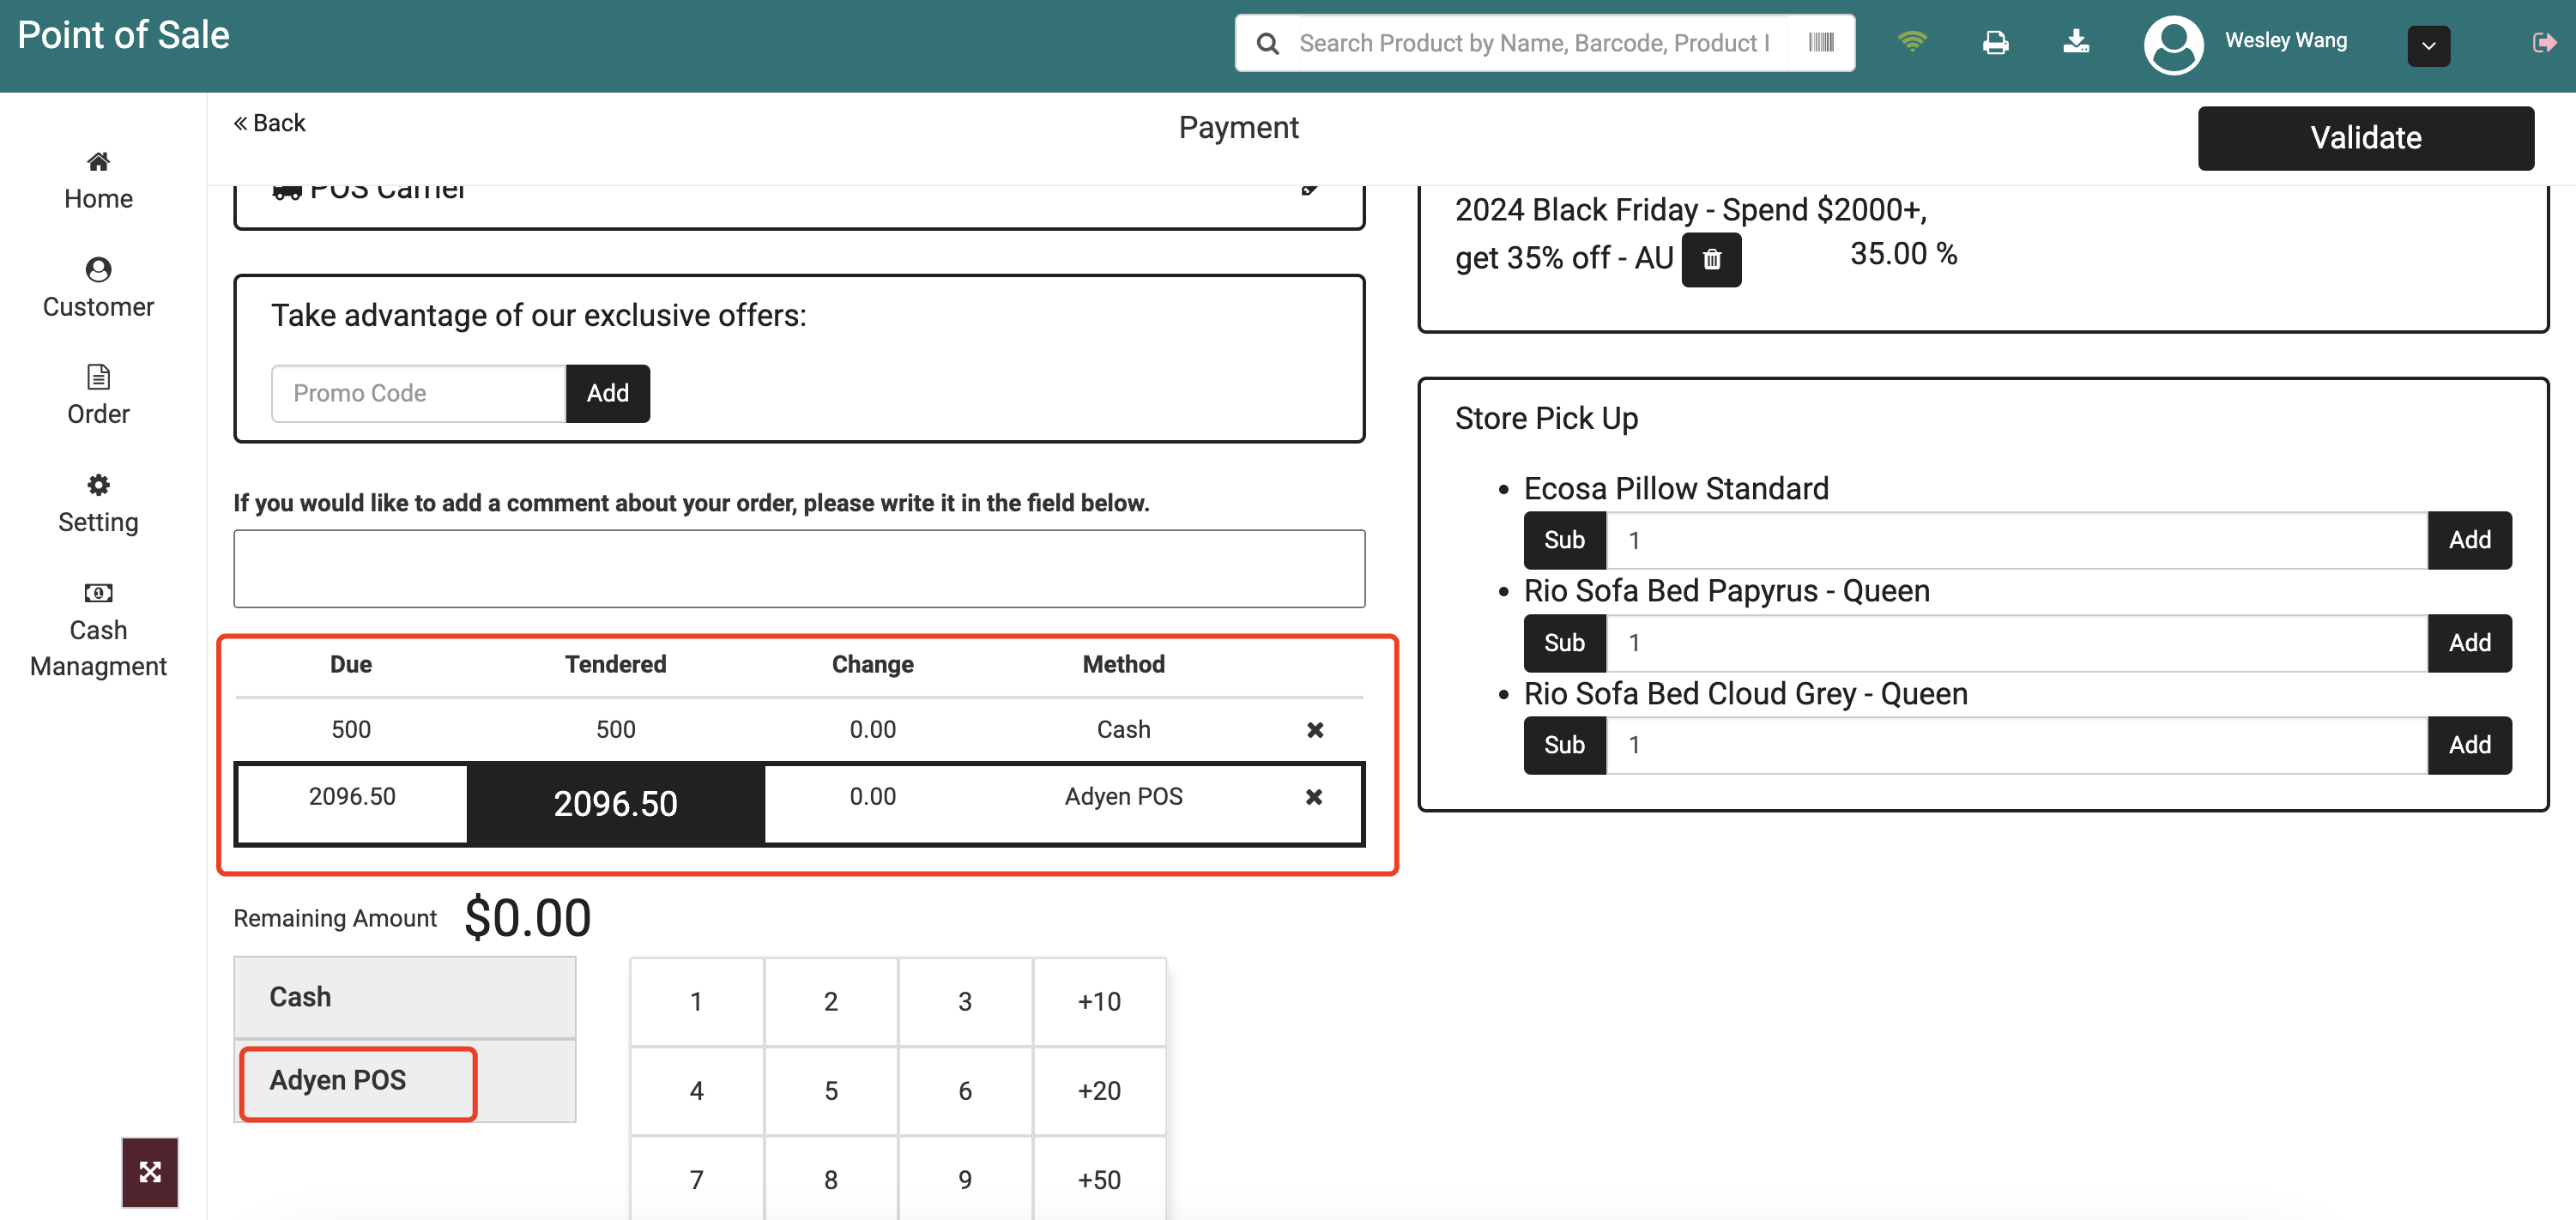 Point of Sale
Search Product by Name, Barcode, Product I
Wesley Wang
« Back
Payment
Validate
Home
Customer
Order
Setting
Cash
Managment
POS Carrier
Take advantage of our exclusive offers:
Promo Code
Add
If you would like to add a comment about your order, please write it in the field below.
Due Tendered Change Method
500 500 0.00 Cash
2096.50 2096.50 0.00 Adyen POS
Remaining Amount $0.00
Cash
Adyen POS
1 2 3 +10
4 5 6 +20
7 8 9 +50
2024 Black Friday - Spend $2000+,
get 35% off - AU 35.00 %
Store Pick Up
• Ecosa Pillow Standard
Sub 1 Add
• Rio Sofa Bed Papyrus - Queen
Sub 1 Add
• Rio Sofa Bed Cloud Grey - Queen
Sub 1 Add